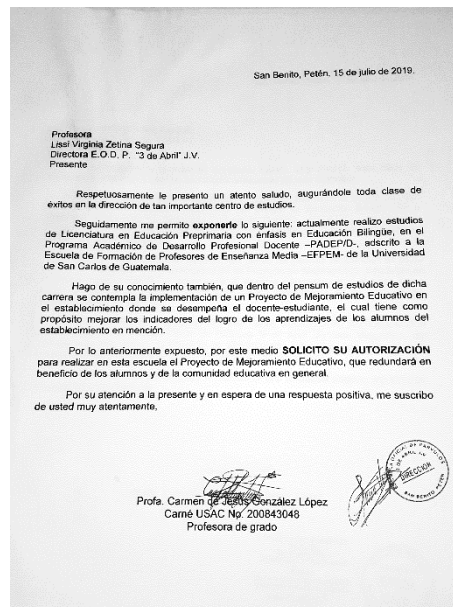 San Benito, Petén. 15 de julio de 2019.
Profesora
Lissi Virginia Zetina Segura
Directora E.O.D. P. "3 de Abril" J.V.
Presente
Respetuosamente le presento un atento saludo, augurándole toda clase de
éxitos en la dirección de tan importante centro de estudios.
Seguidamente me permito exponerle lo siguiente: actualmente realizo estudios
de Licenciatura en Educación Preprimaria con énfasis en Educación Bilingüe, en el
Programa Académico de Desarrollo Profesional Docente –PADEP/D-, adscrito a la
Escuela de Formación de Profesores de Enseñanza Media –EFPEM- de la Universidad
de San Carlos de Guatemala.
Hago de su conocimiento también, que dentro del pensum de estudios de dicha
carrera se contempla la implementación de un Proyecto de Mejoramiento Educativo en
el establecimiento donde se desempeña el docente-estudiante, el cual tiene como
propósito mejorar los indicadores del logro de los aprendizajes de los alumnos del
establecimiento en mención.
Por lo anteriormente expuesto, por este medio SOLICITO SU AUTORIZACIÓN
para realizar en esta escuela el Proyecto de Mejoramiento Educativo, que redundará en
beneficio de los alumnos y de la comunidad educativa en general.
Por su atención a la presente y en espera de una respuesta positiva, me suscribo
de usted muy atentamente,
Profa. Carmen de Jesús González López
Carné USAC No. 200843048
Profesora de grado
OFICIAL DE PARVULOS
DIRECCIÓN
SAN BENITO PETEN